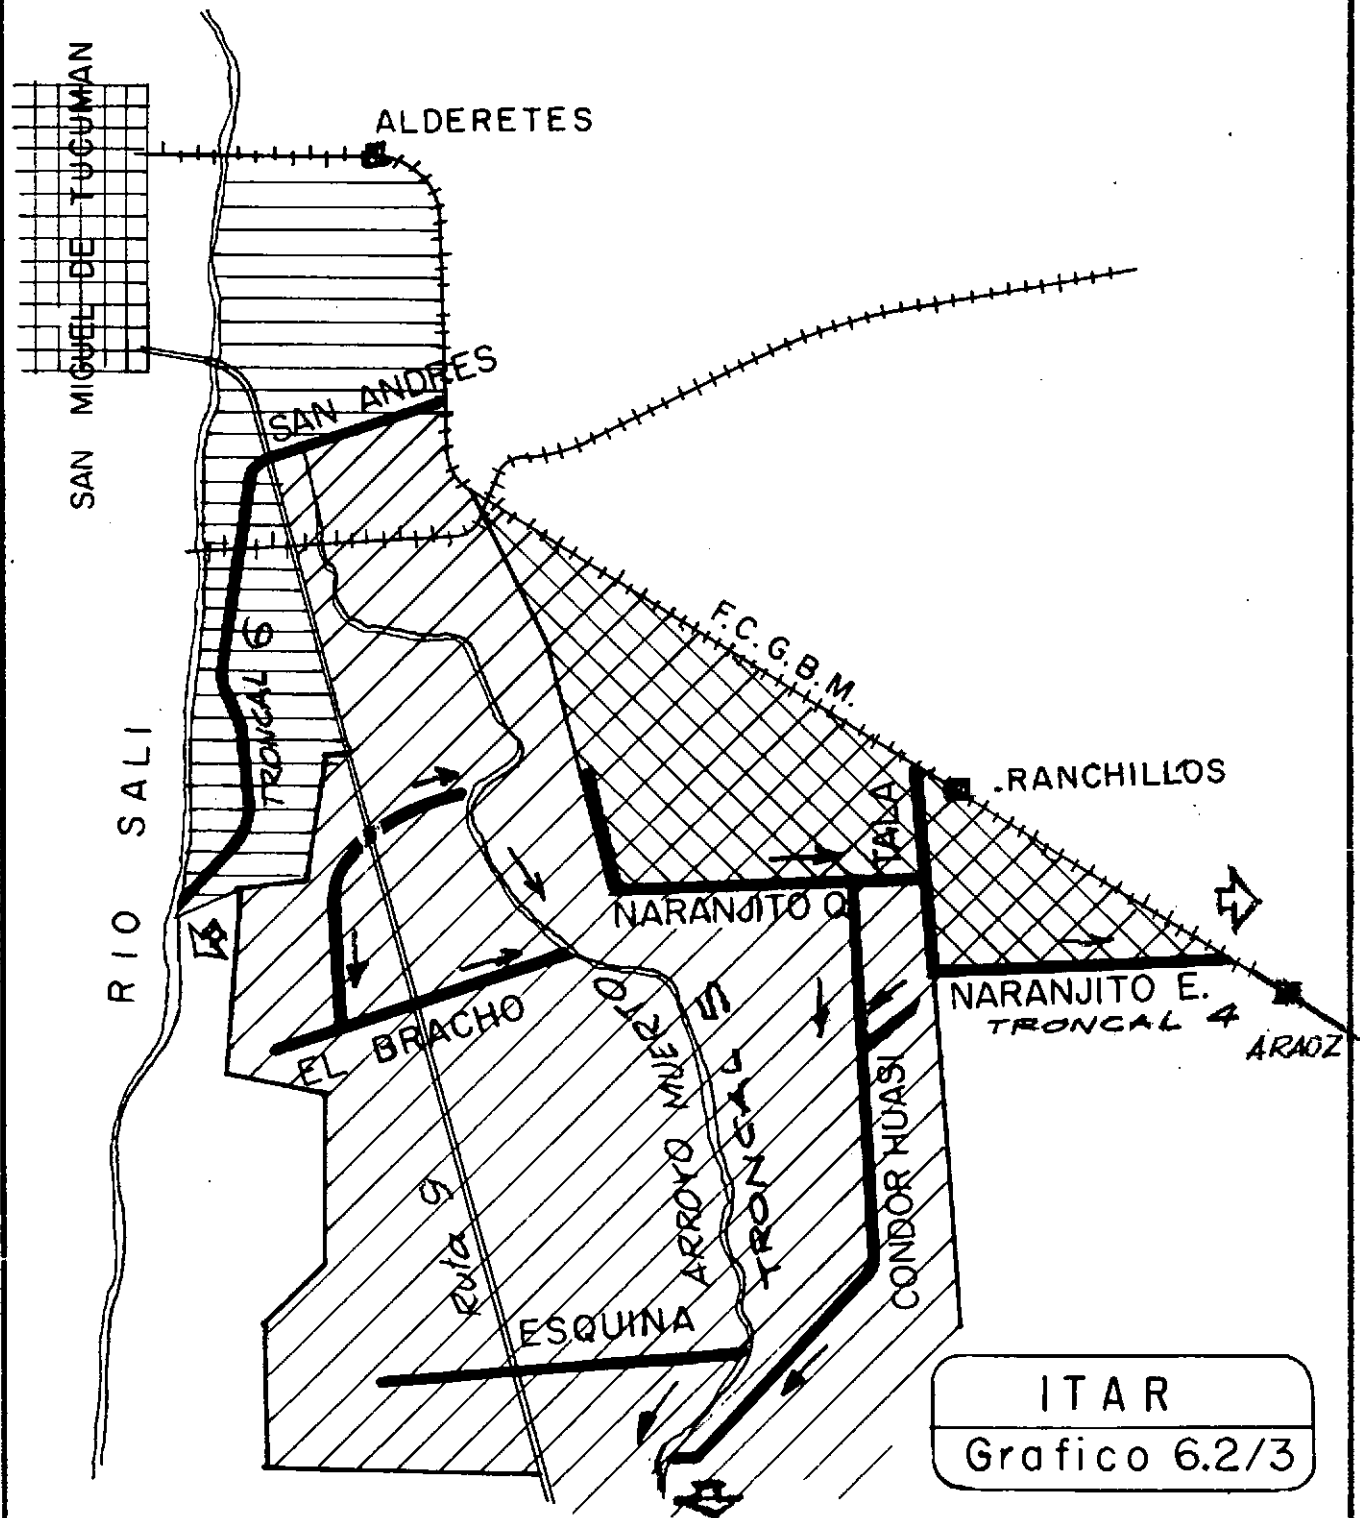 SAN MIGUEL DE TUCUMAN
ALDERETES
SAN ANDRES
TRONCAL 6
F.C.G.B.M.
RIO SALI
.RANCHILLOS
TALA
NARANJITO O.
NARANJITO E.
TRONCAL 4
ARAOZ
EL BRACHO
ARROYO MUERTO
TRONCAL 5
CONDOR HUASI
Ruta 9
ESQUINA
ITAR
Grafico 6.2/3